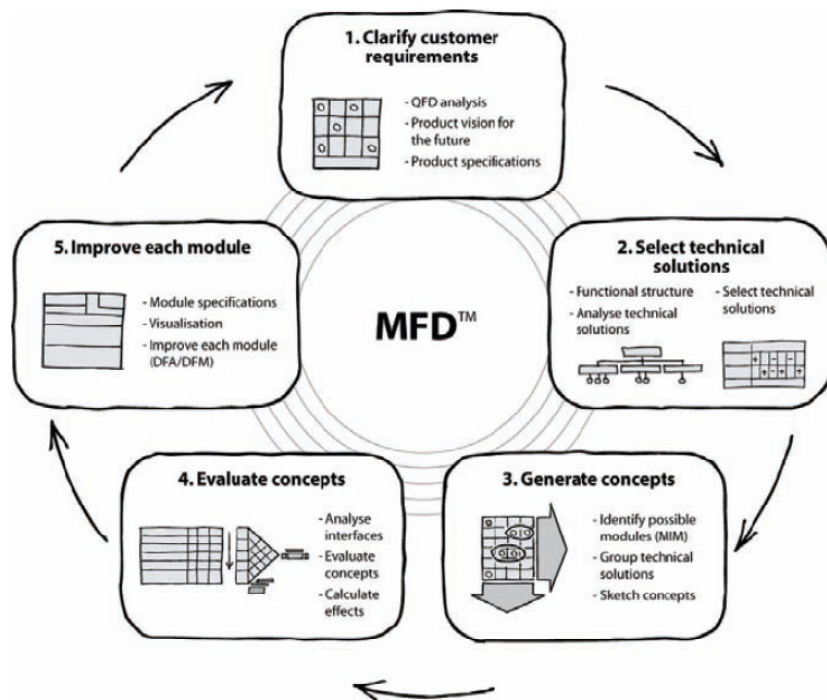 1. Clarify customer
requirements
- QFD analysis
- Product vision for
the future
- Product specifications
2. Select technical
solutions
- Functional structure
- Analyse technical
solutions
- Select technical
solutions
3. Generate concepts
- Identify possible
modules (MIM)
- Group technical
solutions
- Sketch concepts
4. Evaluate concepts
- Analyse
interfaces
- Evaluate
concepts
- Calculate
effects
5. Improve each module
- Module specifications
- Visualisation
- Improve each module
(DFA/DFM)
MFD™